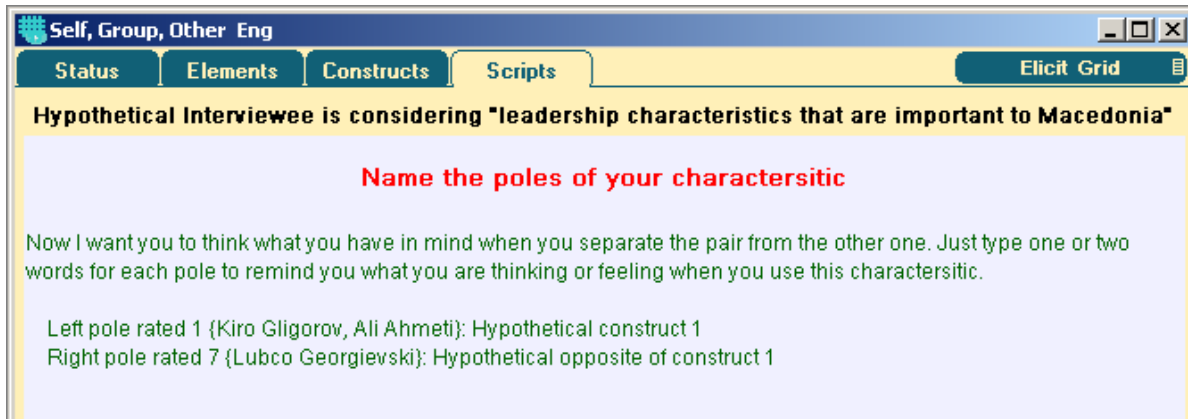 Self, Group, Other Eng
Status Elements Constructs Scripts Elicit Grid
Hypothetical Interviewee is considering "leadership characteristics that are important to Macedonia"
Name the poles of your charactersitic
Now I want you to think what you have in mind when you separate the pair from the other one. Just type one or two
words for each pole to remind you what you are thinking or feeling when you use this charactersitic.
Left pole rated 1 {Kiro Gligorov, Ali Ahmeti}: Hypothetical construct 1
Right pole rated 7 {Lubco Georgievski}: Hypothetical opposite of construct 1